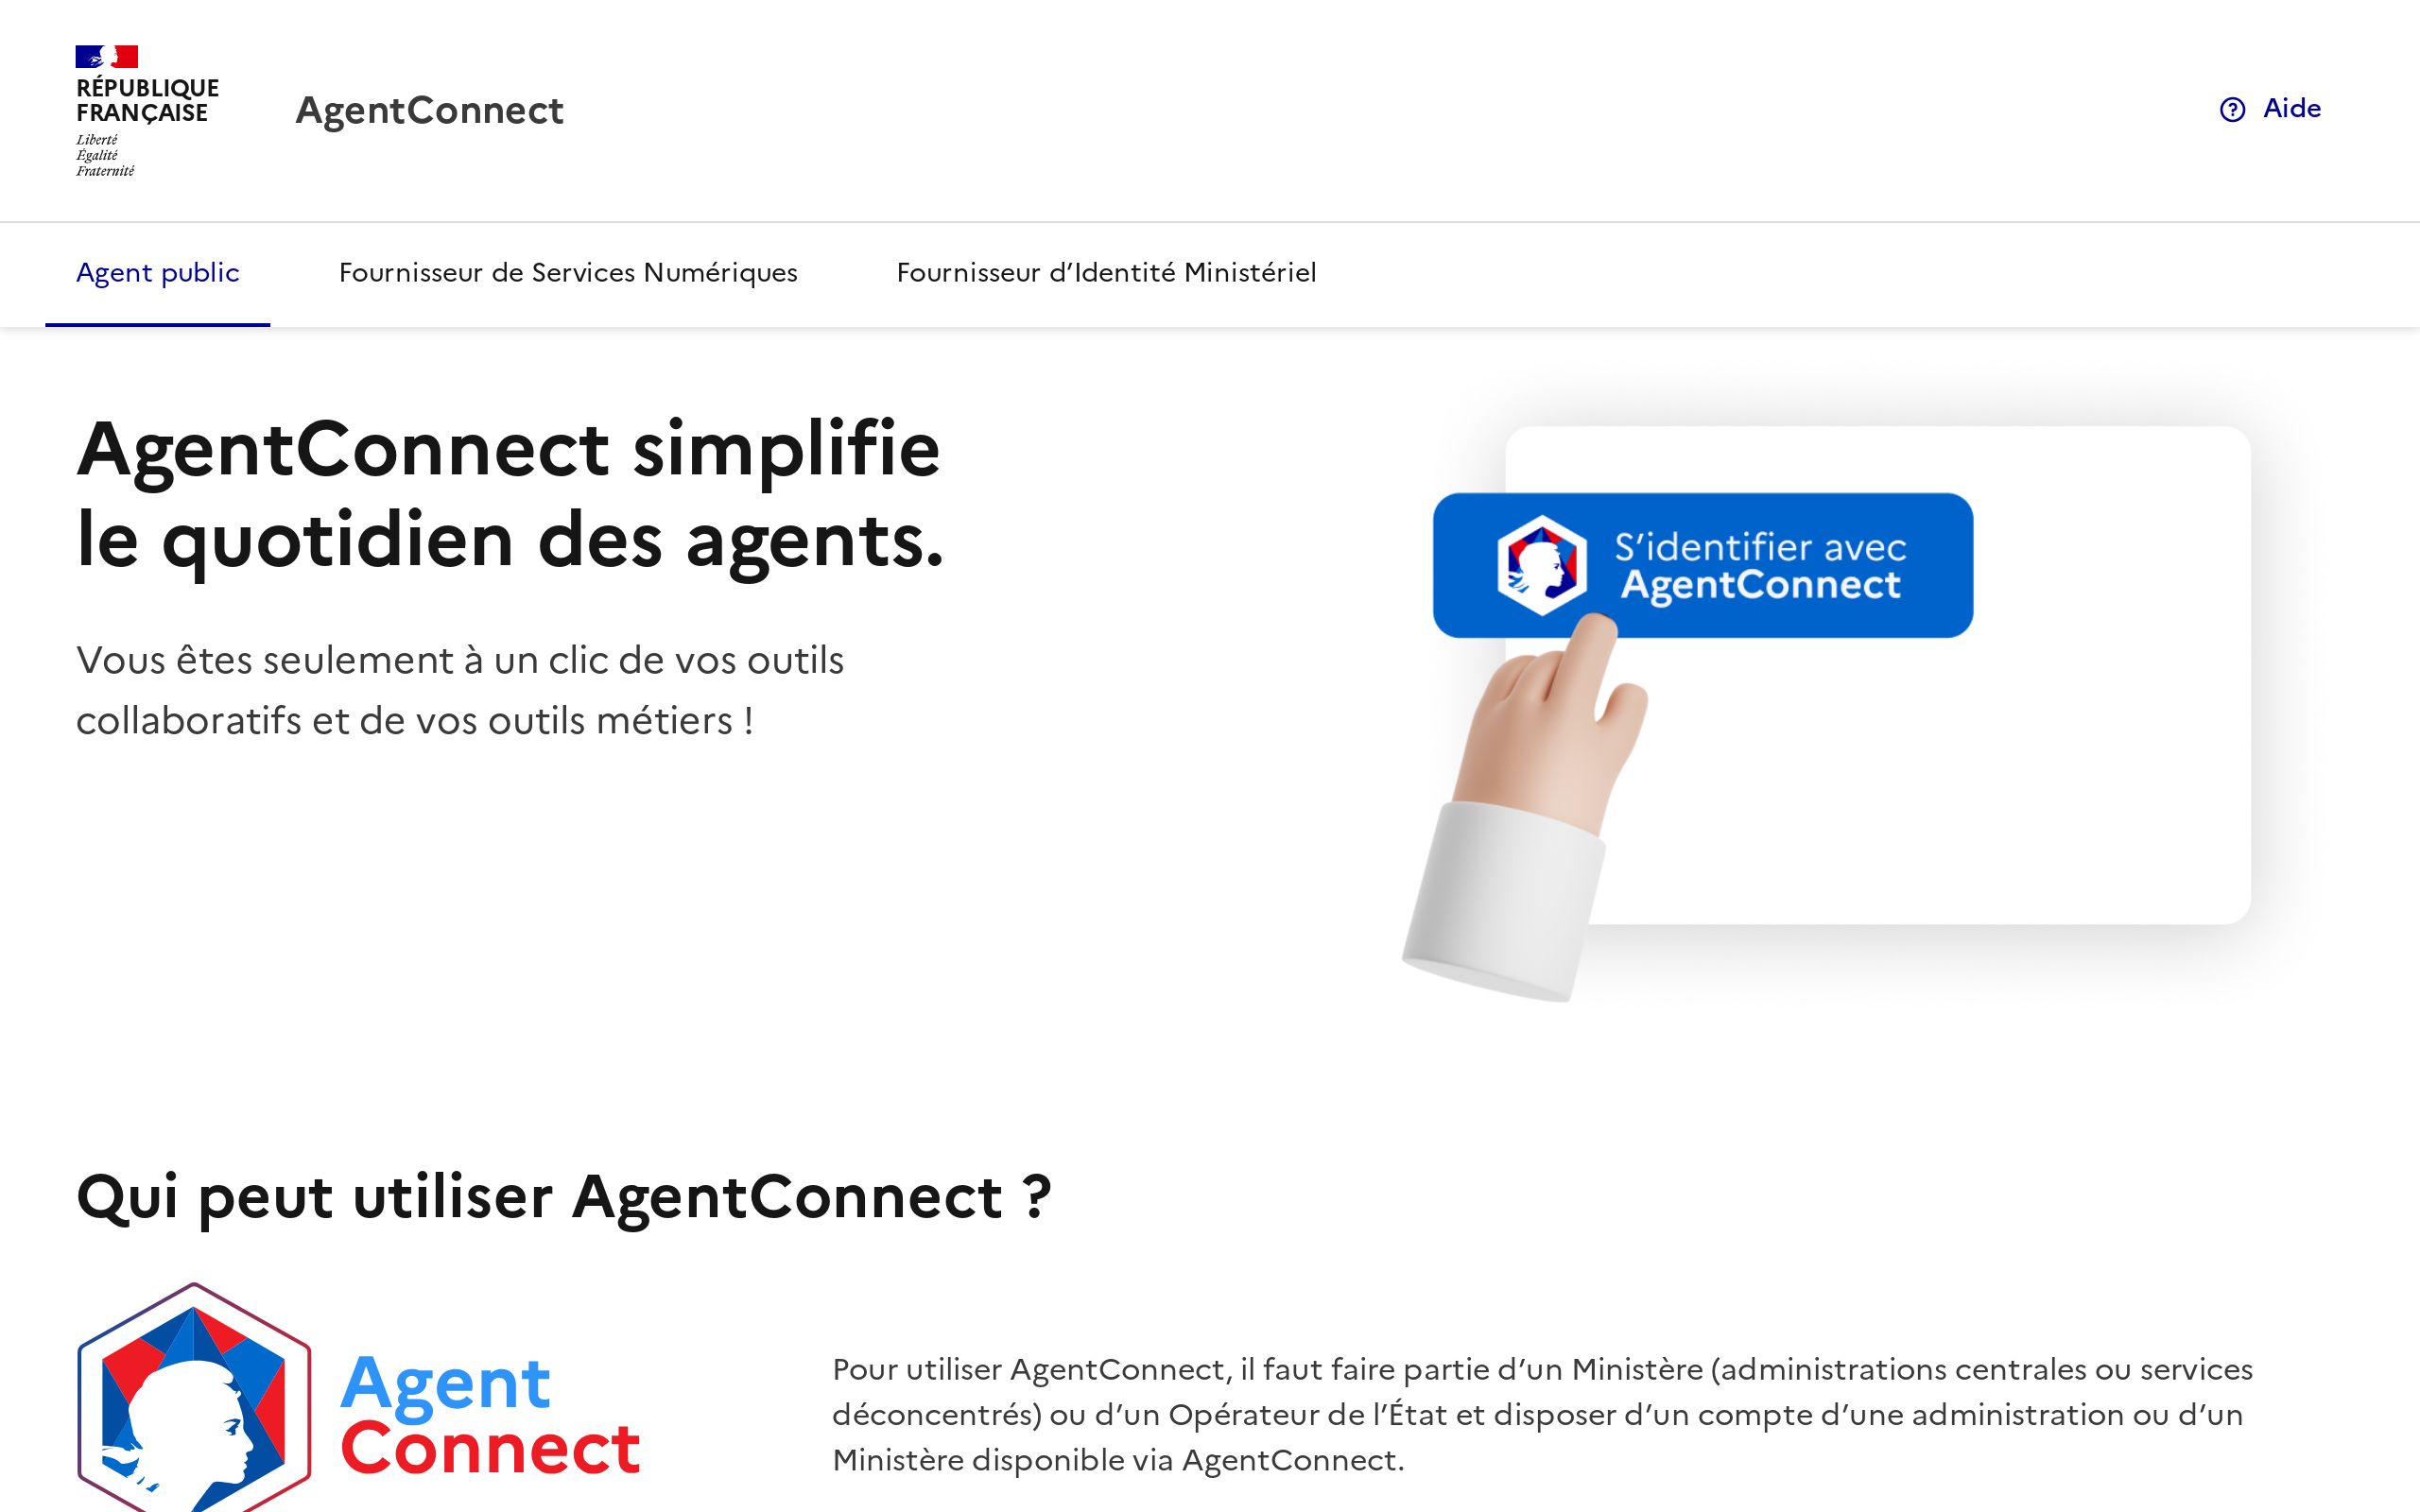 RÉPUBLIQUE
FRANÇAISE
Liberté
Égalité
Fraternité
AgentConnect
Aide
Agent public
Fournisseur de Services Numériques
Fournisseur d’Identité Ministériel
AgentConnect simplifie
le quotidien des agents.
Vous êtes seulement à un clic de vos outils
collaboratifs et de vos outils métiers !
S’identifier avec
AgentConnect
Qui peut utiliser AgentConnect ?
Agent
Connect
Pour utiliser AgentConnect, il faut faire partie d’un Ministère (administrations centrales ou services
déconcentrés) ou d’un Opérateur de l’État et disposer d’un compte d’une administration ou d’un
Ministère disponible via AgentConnect.